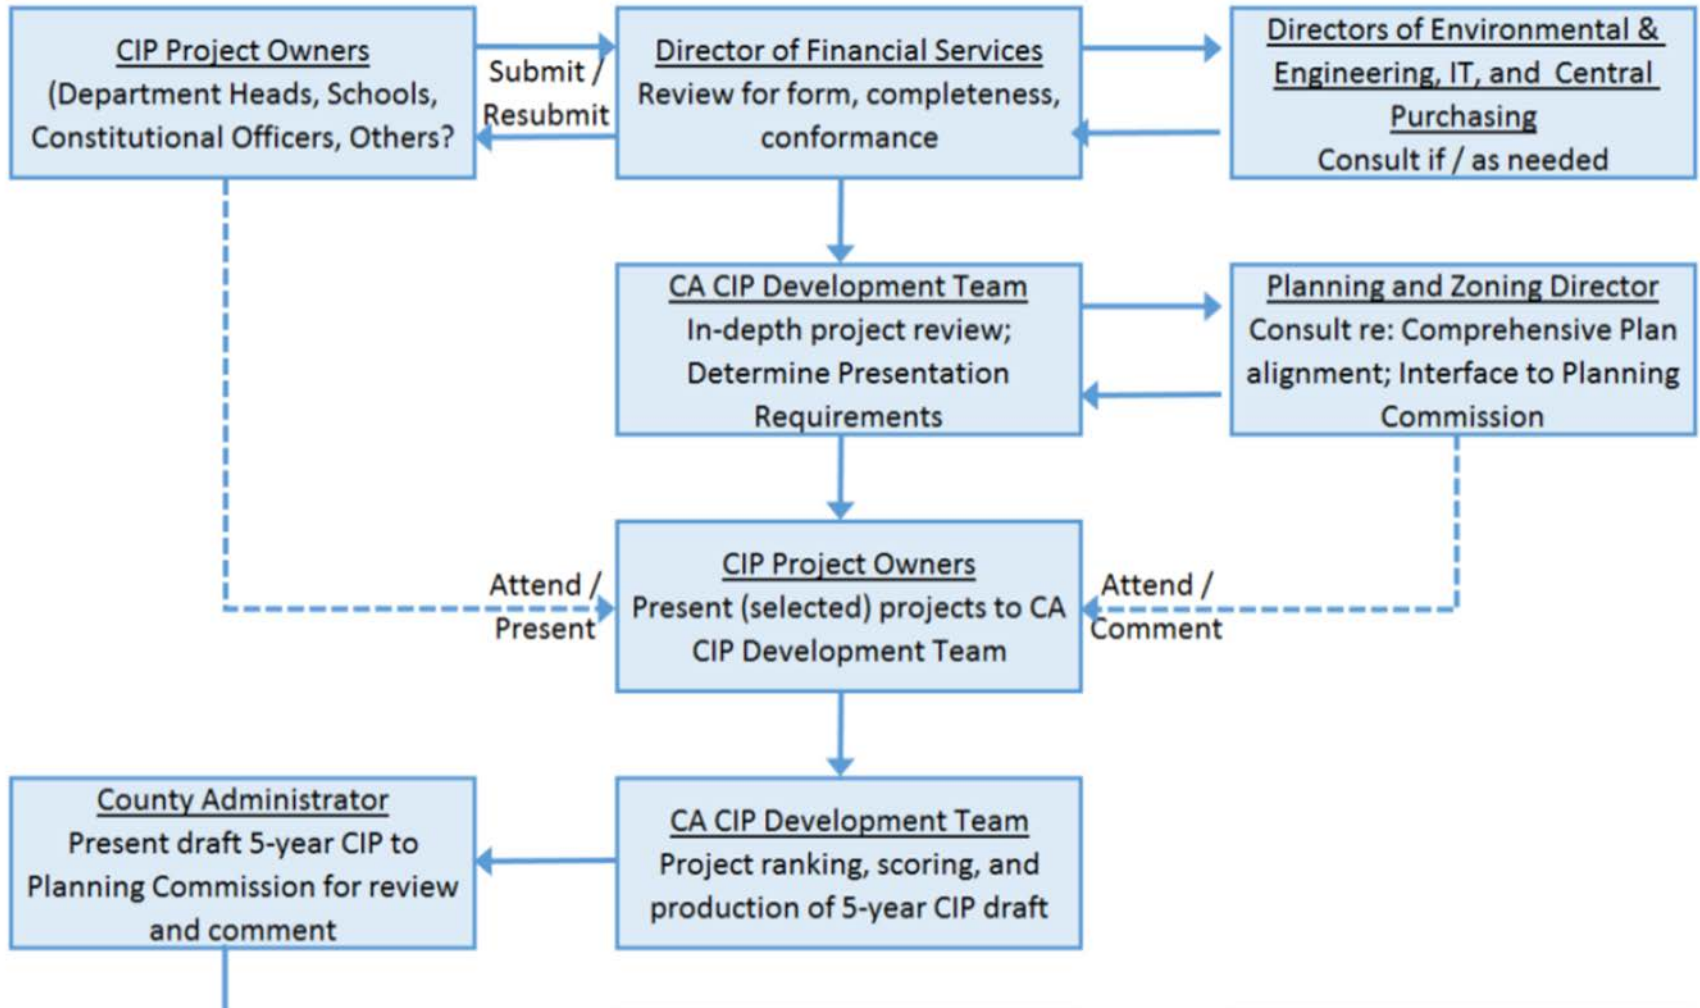 CIP Project Owners
(Department Heads, Schools,
Constitutional Officers, Others?
Submit /
Resubmit
Director of Financial Services
Review for form, completeness,
conformance
Directors of Environmental &
Engineering, IT, and Central
Purchasing
Consult if / as needed
CA CIP Development Team
In-depth project review;
Determine Presentation
Requirements
Planning and Zoning Director
Consult re: Comprehensive Plan
alignment; Interface to Planning
Commission
Attend /
Present
CIP Project Owners
Present (selected) projects to CA
CIP Development Team
Attend /
Comment
County Administrator
Present draft 5-year CIP to
Planning Commission for review
and comment
CA CIP Development Team
Project ranking, scoring, and
production of 5-year CIP draft